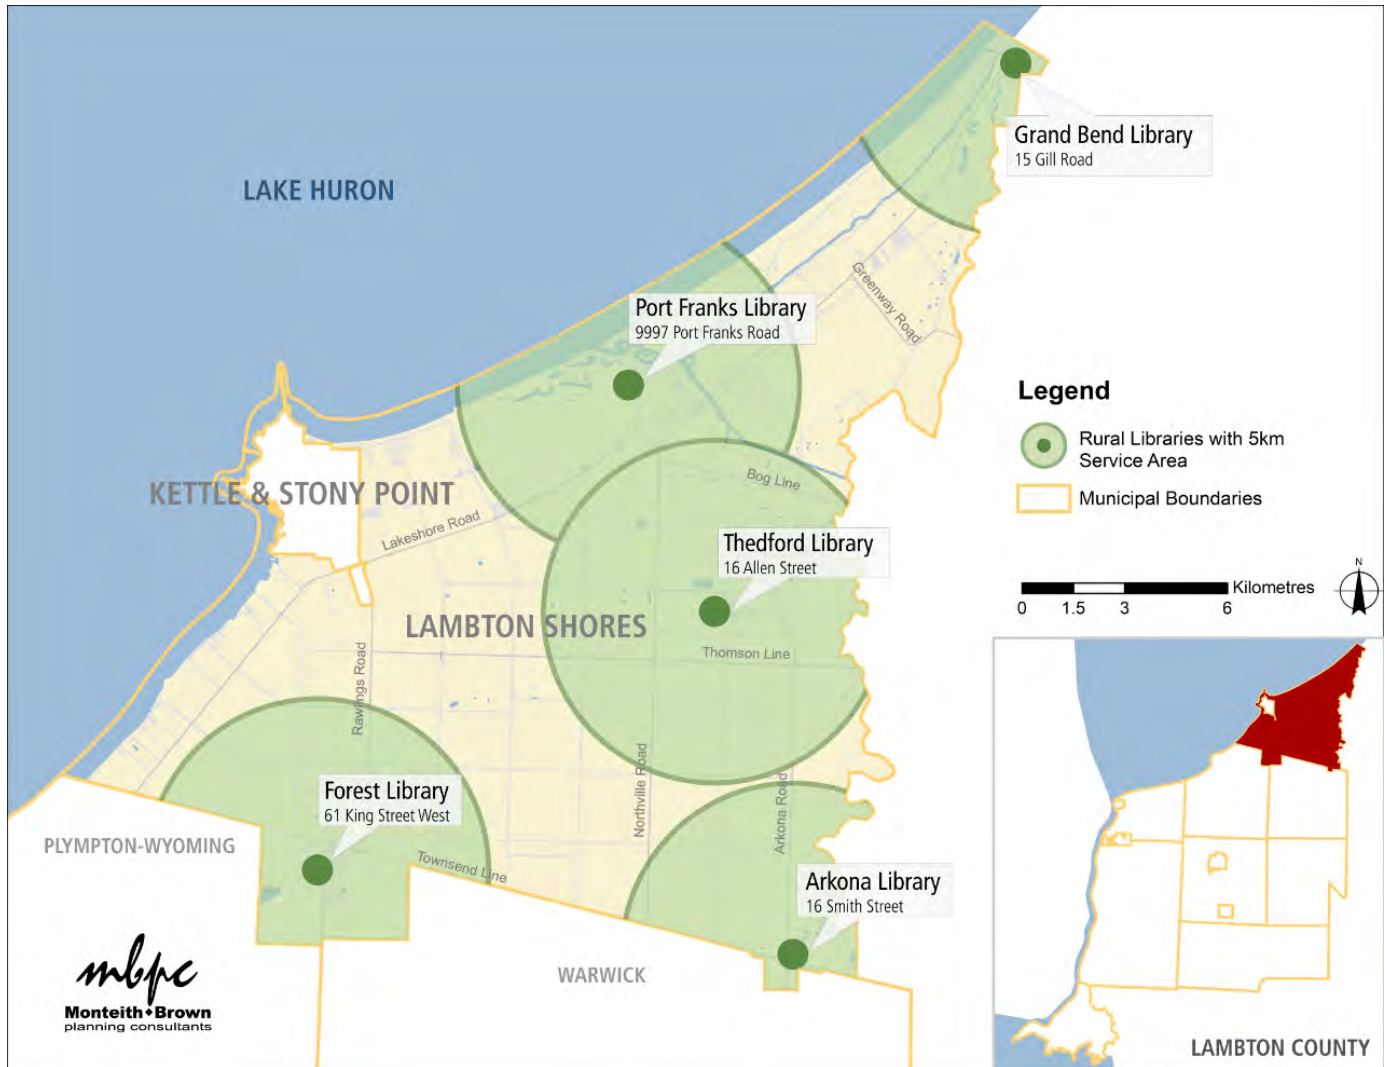 Grand Bend Library
15 Gill Road
LAKE HURON
Greenway Road
Port Franks Library
9997 Port Franks Road
Legend
Rural Libraries with 5km
Service Area
Municipal Boundaries
KETTLE & STONY POINT
Bog Line
Lakeshore Road
Thedford Library
16 Allen Street
N
Kilometres
0 1.5 3 6
LAMBTON SHORES
Thomson Line
Rawlings Road
Northville Road
Arkona Road
Forest Library
61 King Street West
PLYMPTON-WYOMING
Townsend Line
Arkona Library
16 Smith Street
WARWICK
mbpc
Monteith Brown
planning consultants
LAMBTON COUNTY